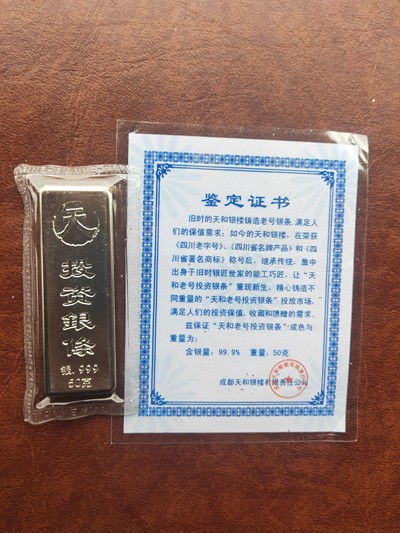 天
投資銀條
銀.999
50克
鉴定证书
旧时的天和银楼铸造老号银条,满足人
们的保值需求;如今的天和银楼,在荣获
《四川老字号》、《四川省名牌产品》和《四
川省著名商标》称号后,继承传统,集中
出身于旧时银匠世家的能工巧匠,让“天
和老号投资银条”重现新生,精心铸造不
同重量的“天和老号投资银条”投放市场,
满足人们的投资保值,收藏和馈赠的需求。
兹保证“天和老号投资银条”成色与
重量为:
含银量:99.9% 重量:50克
成都天和银楼有限责任公司